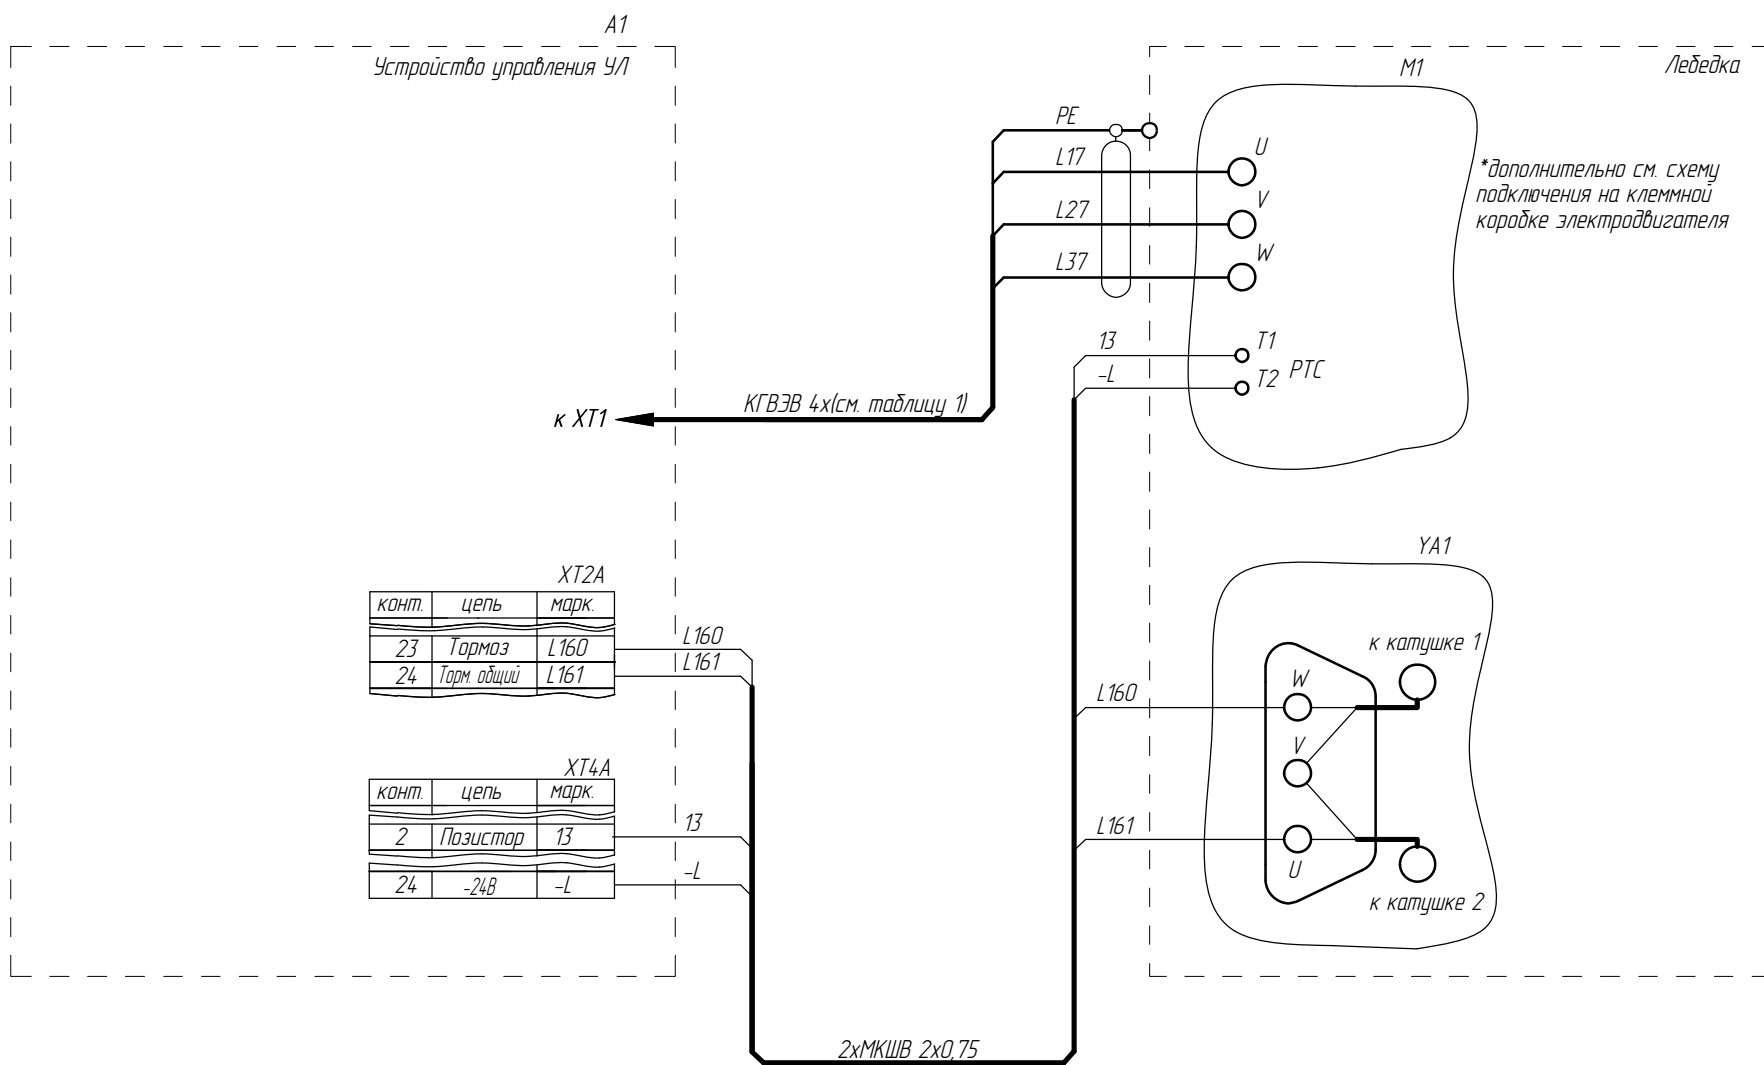 A1
Устройство управления УЛ
Лебедка
M1
PE
U
L17
*дополнительно см. схему
подключения на клеммной
коробке электродвигателя
V
L27
W
L37
13
T1
PTC
-L
T2
КГВЭВ 4х(см. таблицу 1)
к XT1
YA1
XT2A
конт. цепь марк.
23 Тормоз L160
24 Торм. общий L161
L160
L161
к катушке 1
W
L160
V
XT4A
конт. цепь марк.
2 Позистор 13
24 -24В -L
13
-L
L161
U
к катушке 2
2хМКШВ 2х0,75